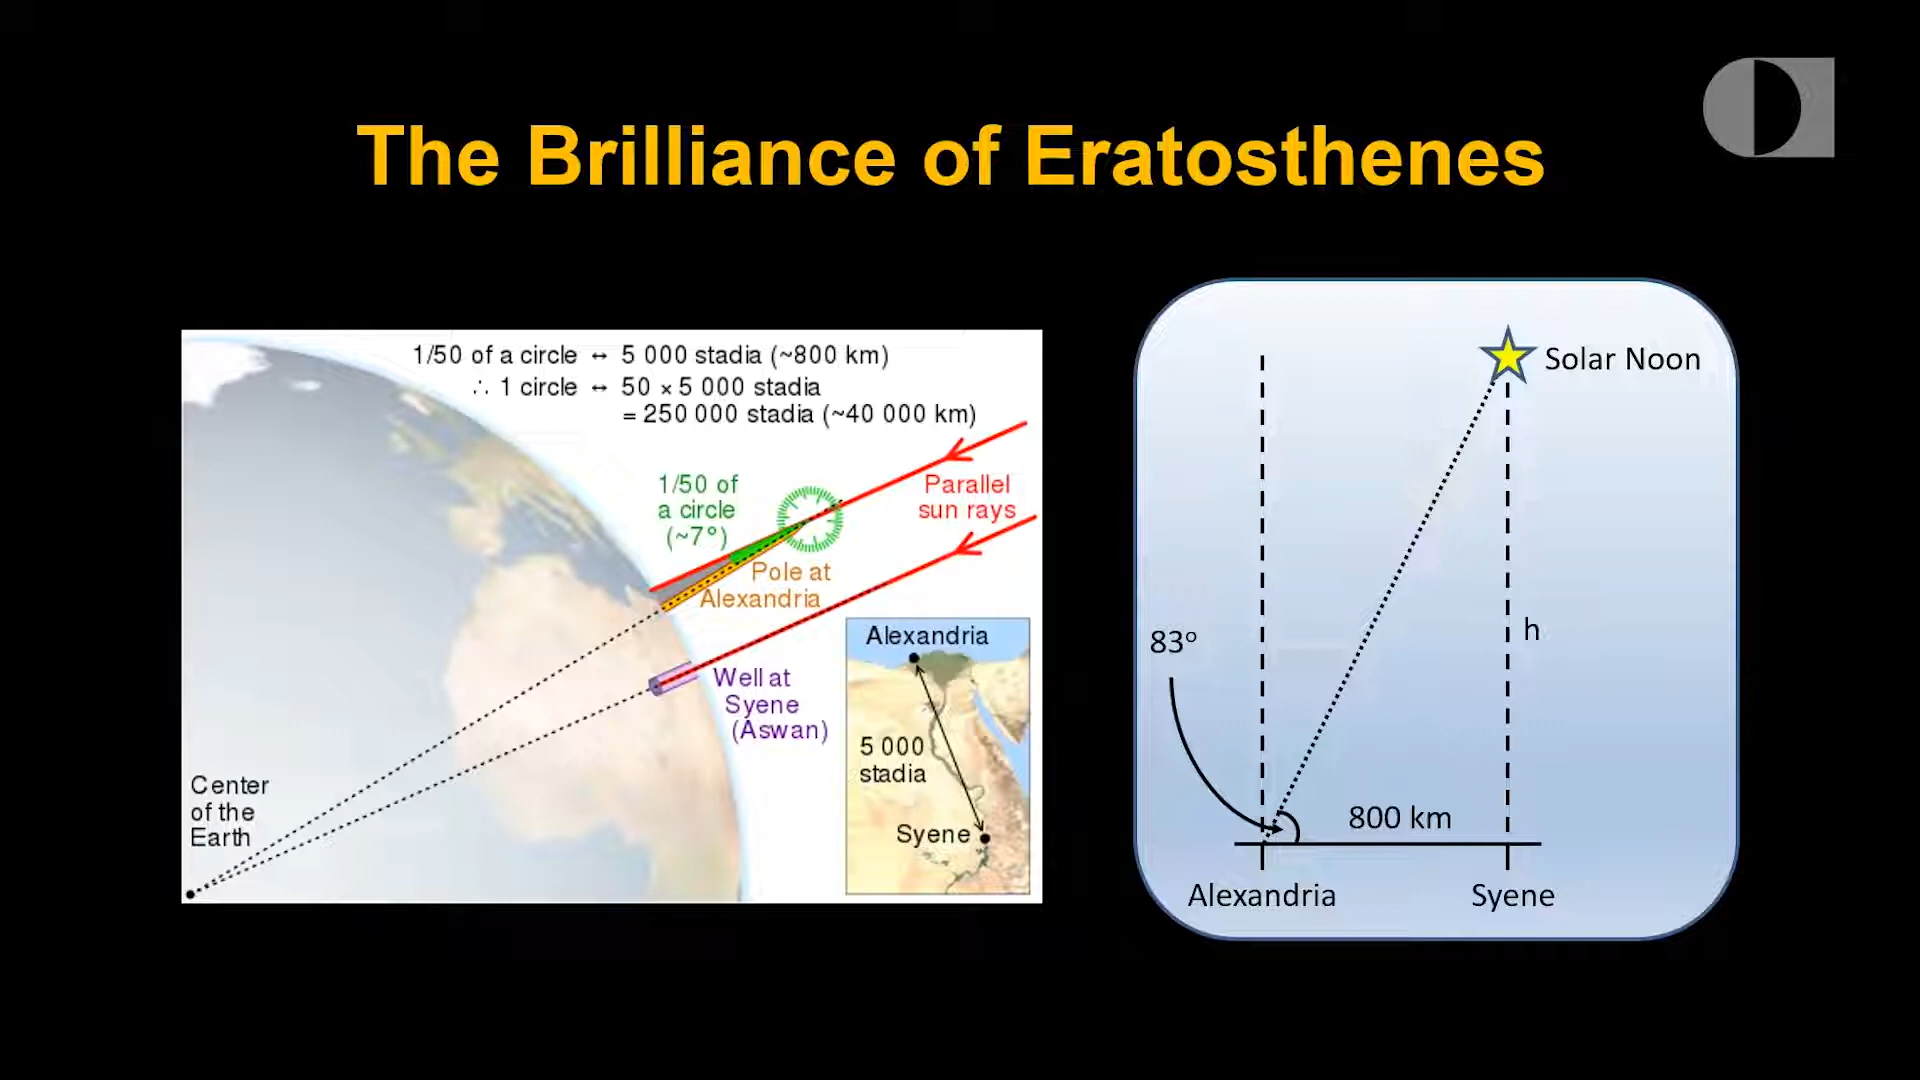 The Brilliance of Eratosthenes
1/50 of a circle ↔ 5 000 stadia (~800 km)
∴ 1 circle ↔ 50 × 5 000 stadia
= 250 000 stadia (~40 000 km)
1/50 of
a circle
(~7°)
Parallel
sun rays
Pole at
Alexandria
Well at
Syene
(Aswan)
Center
of the
Earth
Alexandria
5 000
stadia
Syene
Solar Noon
83°
h
800 km
Alexandria
Syene